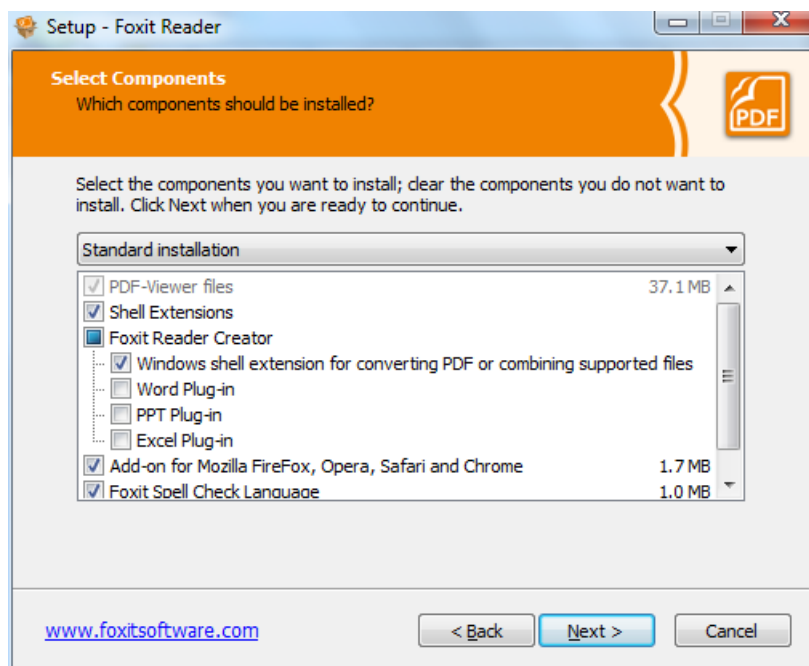 Setup - Foxit Reader
Select Components
Which components should be installed?
PDF
Select the components you want to install; clear the components you do not want to
install. Click Next when you are ready to continue.
Standard installation
PDF-Viewer files 37.1 MB
Shell Extensions
Foxit Reader Creator
Windows shell extension for converting PDF or combining supported files
Word Plug-in
PPT Plug-in
Excel Plug-in
Add-on for Mozilla FireFox, Opera, Safari and Chrome 1.7 MB
Foxit Spell Check Language 1.0 MB
www.foxitsoftware.com < Back Next > Cancel